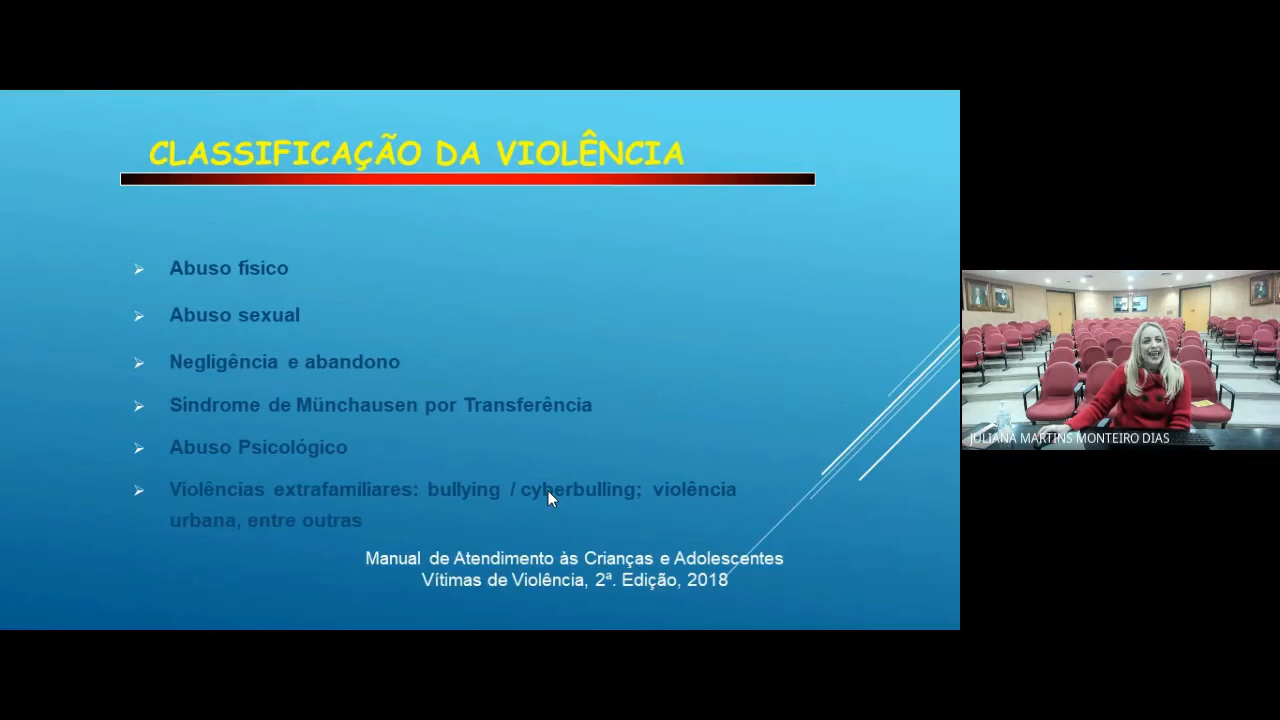 CLASSIFICAÇÃO DA VIOLÊNCIA
Abuso físico
Abuso sexual
Negligência e abandono
Síndrome de Münchausen por Transferência
Abuso Psicológico
Violências extrafamiliares: bullying / cyberbulling; violência
urbana, entre outras
Manual de Atendimento às Crianças e Adolescentes
Vítimas de Violência, 2ª. Edição, 2018
JULIANA MARTINS MONTEIRO DIAS